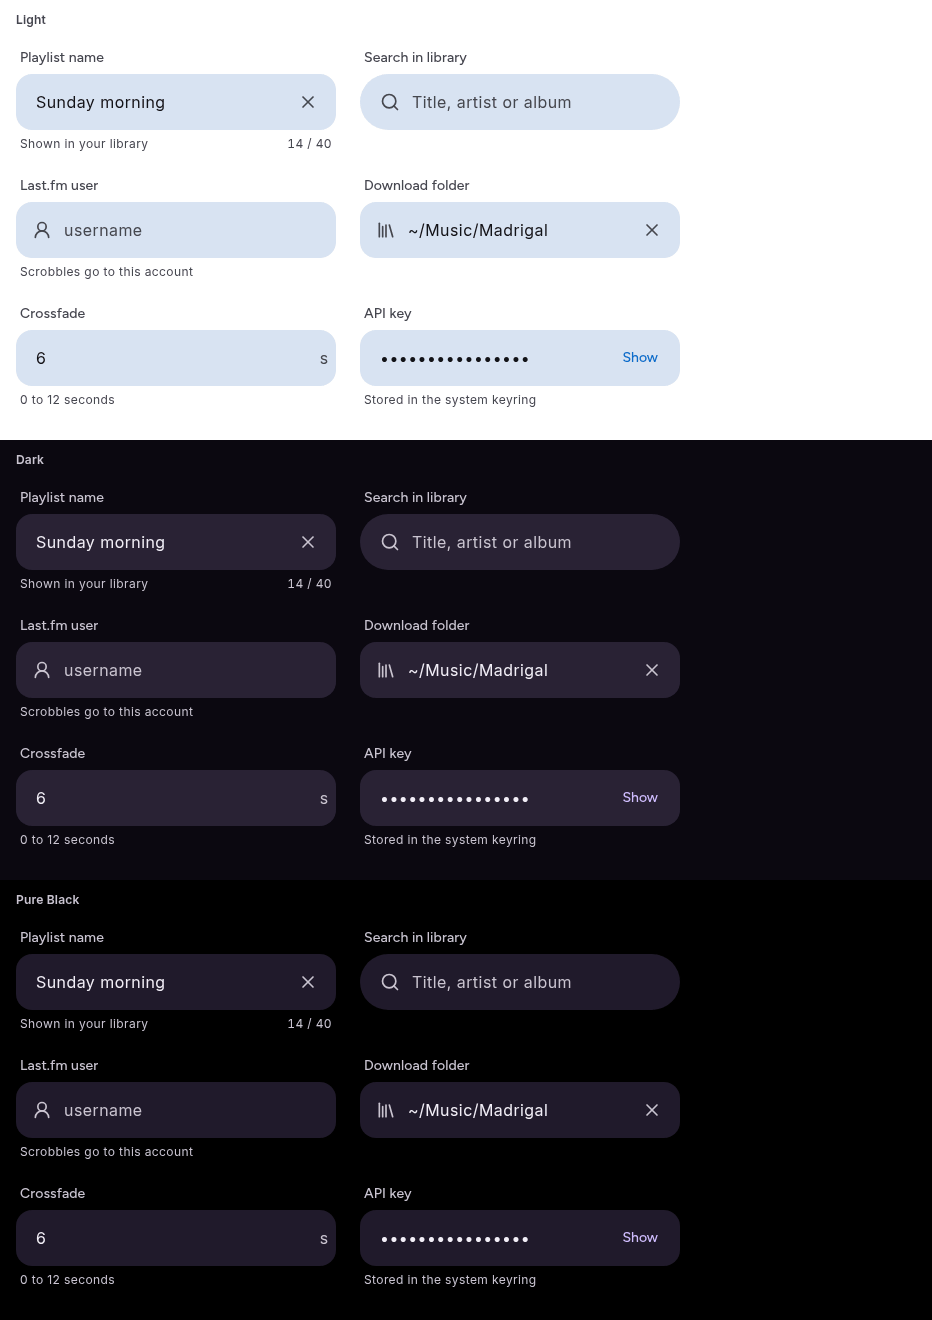 Light
Playlist name
Search in library
Sunday morning
Title, artist or album
Shown in your library
14 / 40
Last.fm user
Download folder
username
~/Music/Madrigal
Scrobbles go to this account
Crossfade
API key
6
s
••••••••••••••••
Show
0 to 12 seconds
Stored in the system keyring
Dark
Playlist name
Search in library
Sunday morning
Title, artist or album
Shown in your library
14 / 40
Last.fm user
Download folder
username
~/Music/Madrigal
Scrobbles go to this account
Crossfade
API key
6
s
••••••••••••••••
Show
0 to 12 seconds
Stored in the system keyring
Pure Black
Playlist name
Search in library
Sunday morning
Title, artist or album
Shown in your library
14 / 40
Last.fm user
Download folder
username
~/Music/Madrigal
Scrobbles go to this account
Crossfade
API key
6
s
••••••••••••••••
Show
0 to 12 seconds
Stored in the system keyring